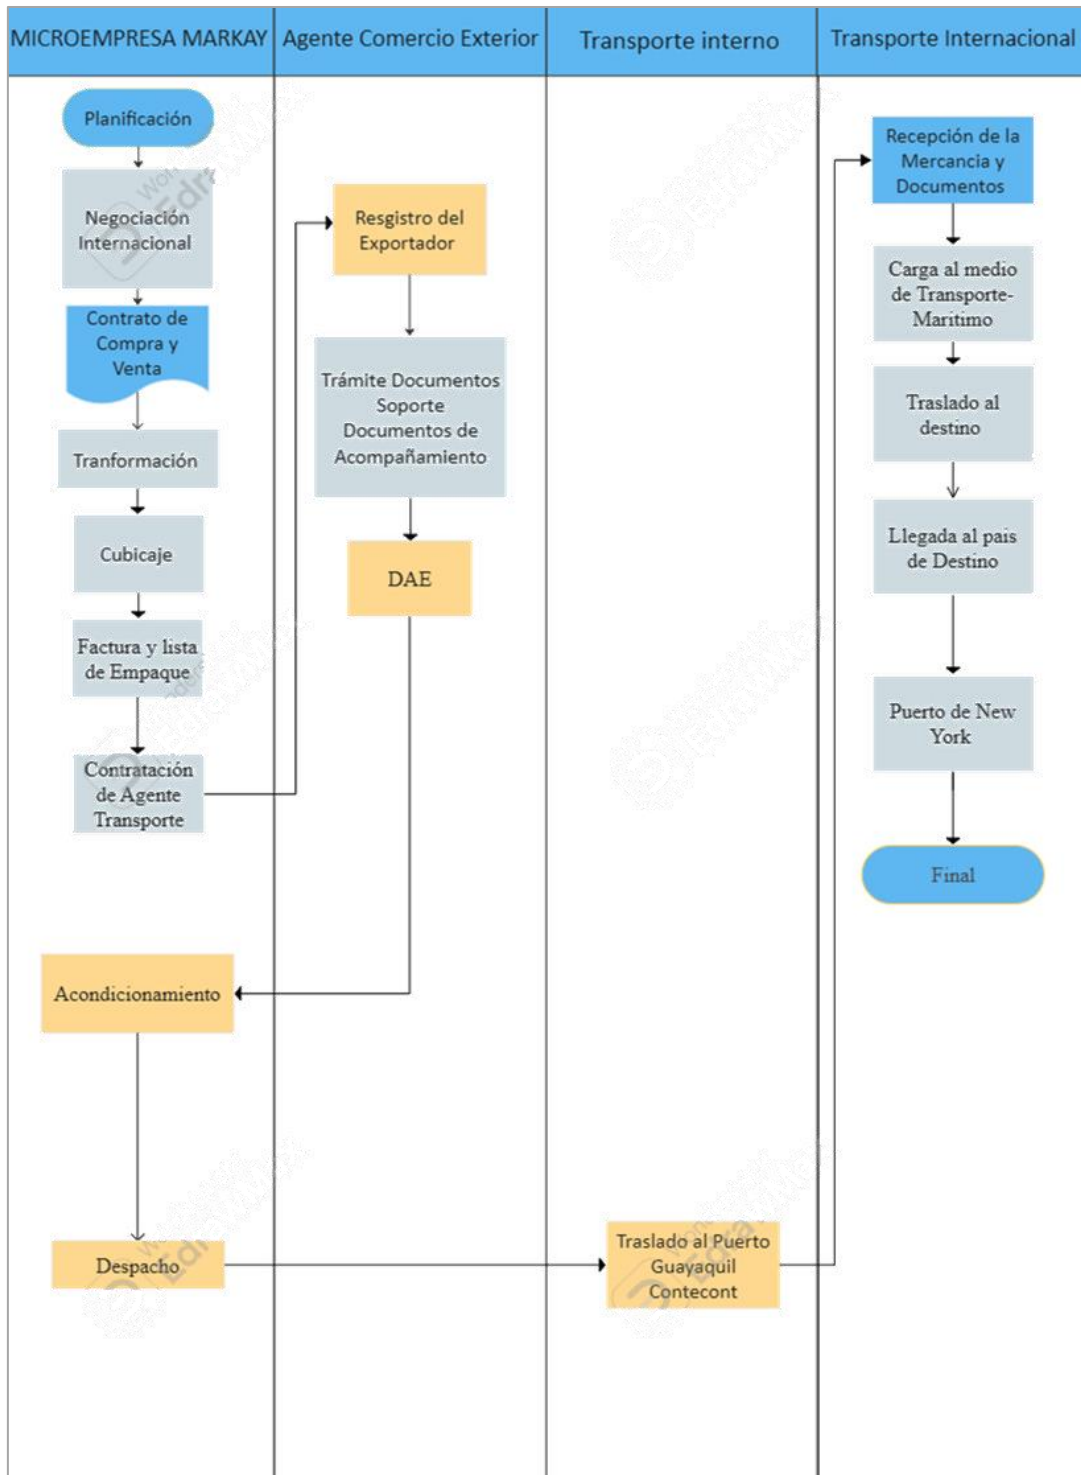 MICROEMPRESA MARKAY
Agente Comercio Exterior
Transporte interno
Transporte Internacional
Planificación
Negociación
Internacional
Contrato de
Compra y
Venta
Tranformación
Cubicaje
Factura y lista
de Empaque
Contratación
de Agente
Transporte
Acondicionamiento
Despacho
Resgistro del
Exportador
Trámite Documentos
Soporte
Documentos de
Acompañamiento
DAE
Traslado al Puerto
Guayaquil
Contecont
Recepción de la
Mercancia y
Documentos
Carga al medio
de Transporte-
Maritimo
Traslado al
destino
Llegada al pais
de Destino
Puerto de New
York
Final